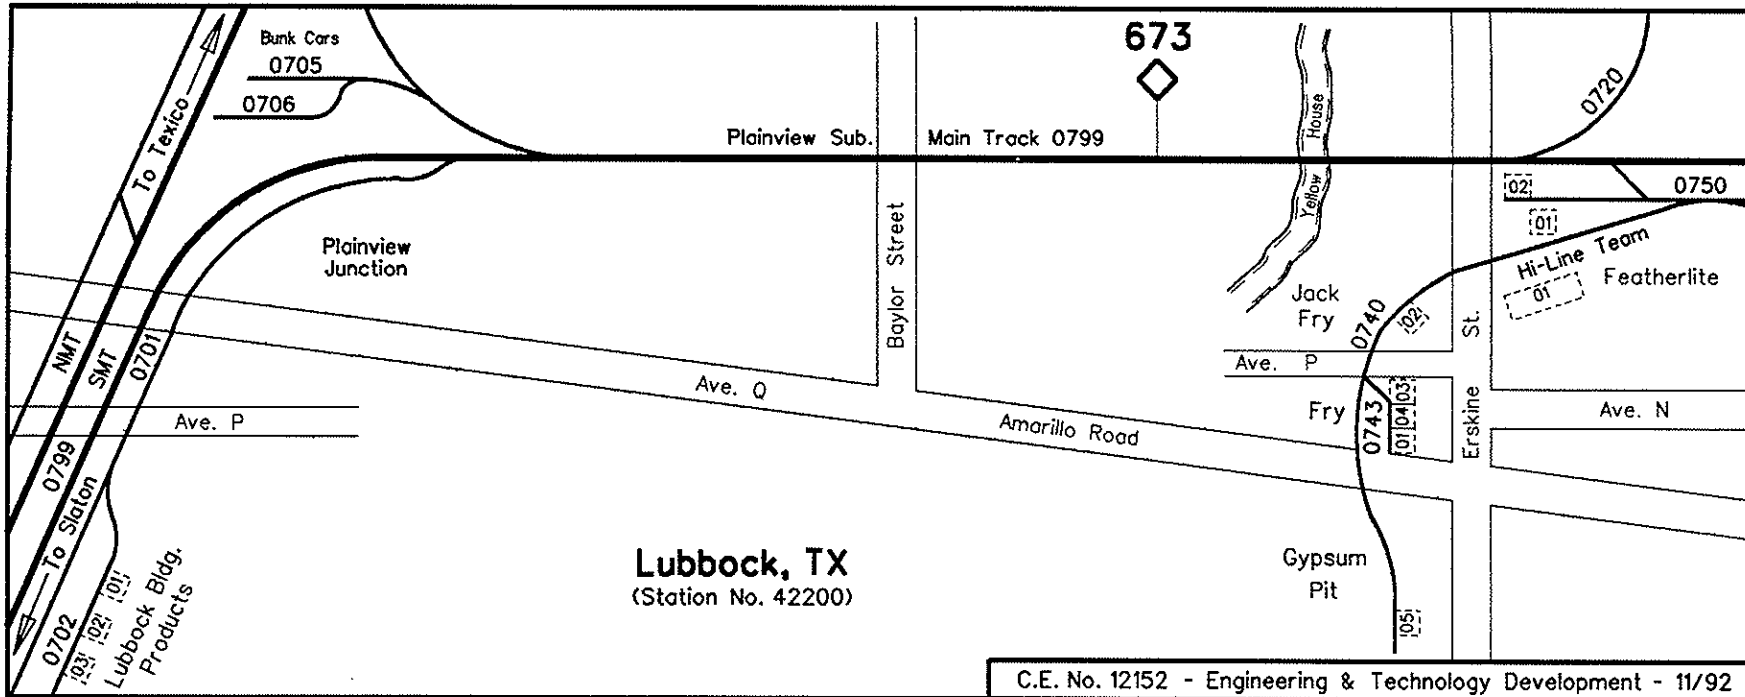 673
Bunk Cars
0705
0706
To Texico
Plainview Sub.
Main Track 0799
Yellow House
0720
0750
02
01
Hi-Line Team
Featherlite
01
Plainview
Junction
Baylor Street
Jack
Fry
0740
02
Erskine St.
NMT
SMT
0701
Ave. P
Ave. Q
Ave. P
Amarillo Road
Fry
0743
01 04 03
Ave. N
0799
To Slaton
0702
03 02 01
Lubbock Bldg.
Products
Lubbock, TX
(Station No. 42200)
Gypsum
Pit
05
C.E. No. 12152 - Engineering & Technology Development - 11/92